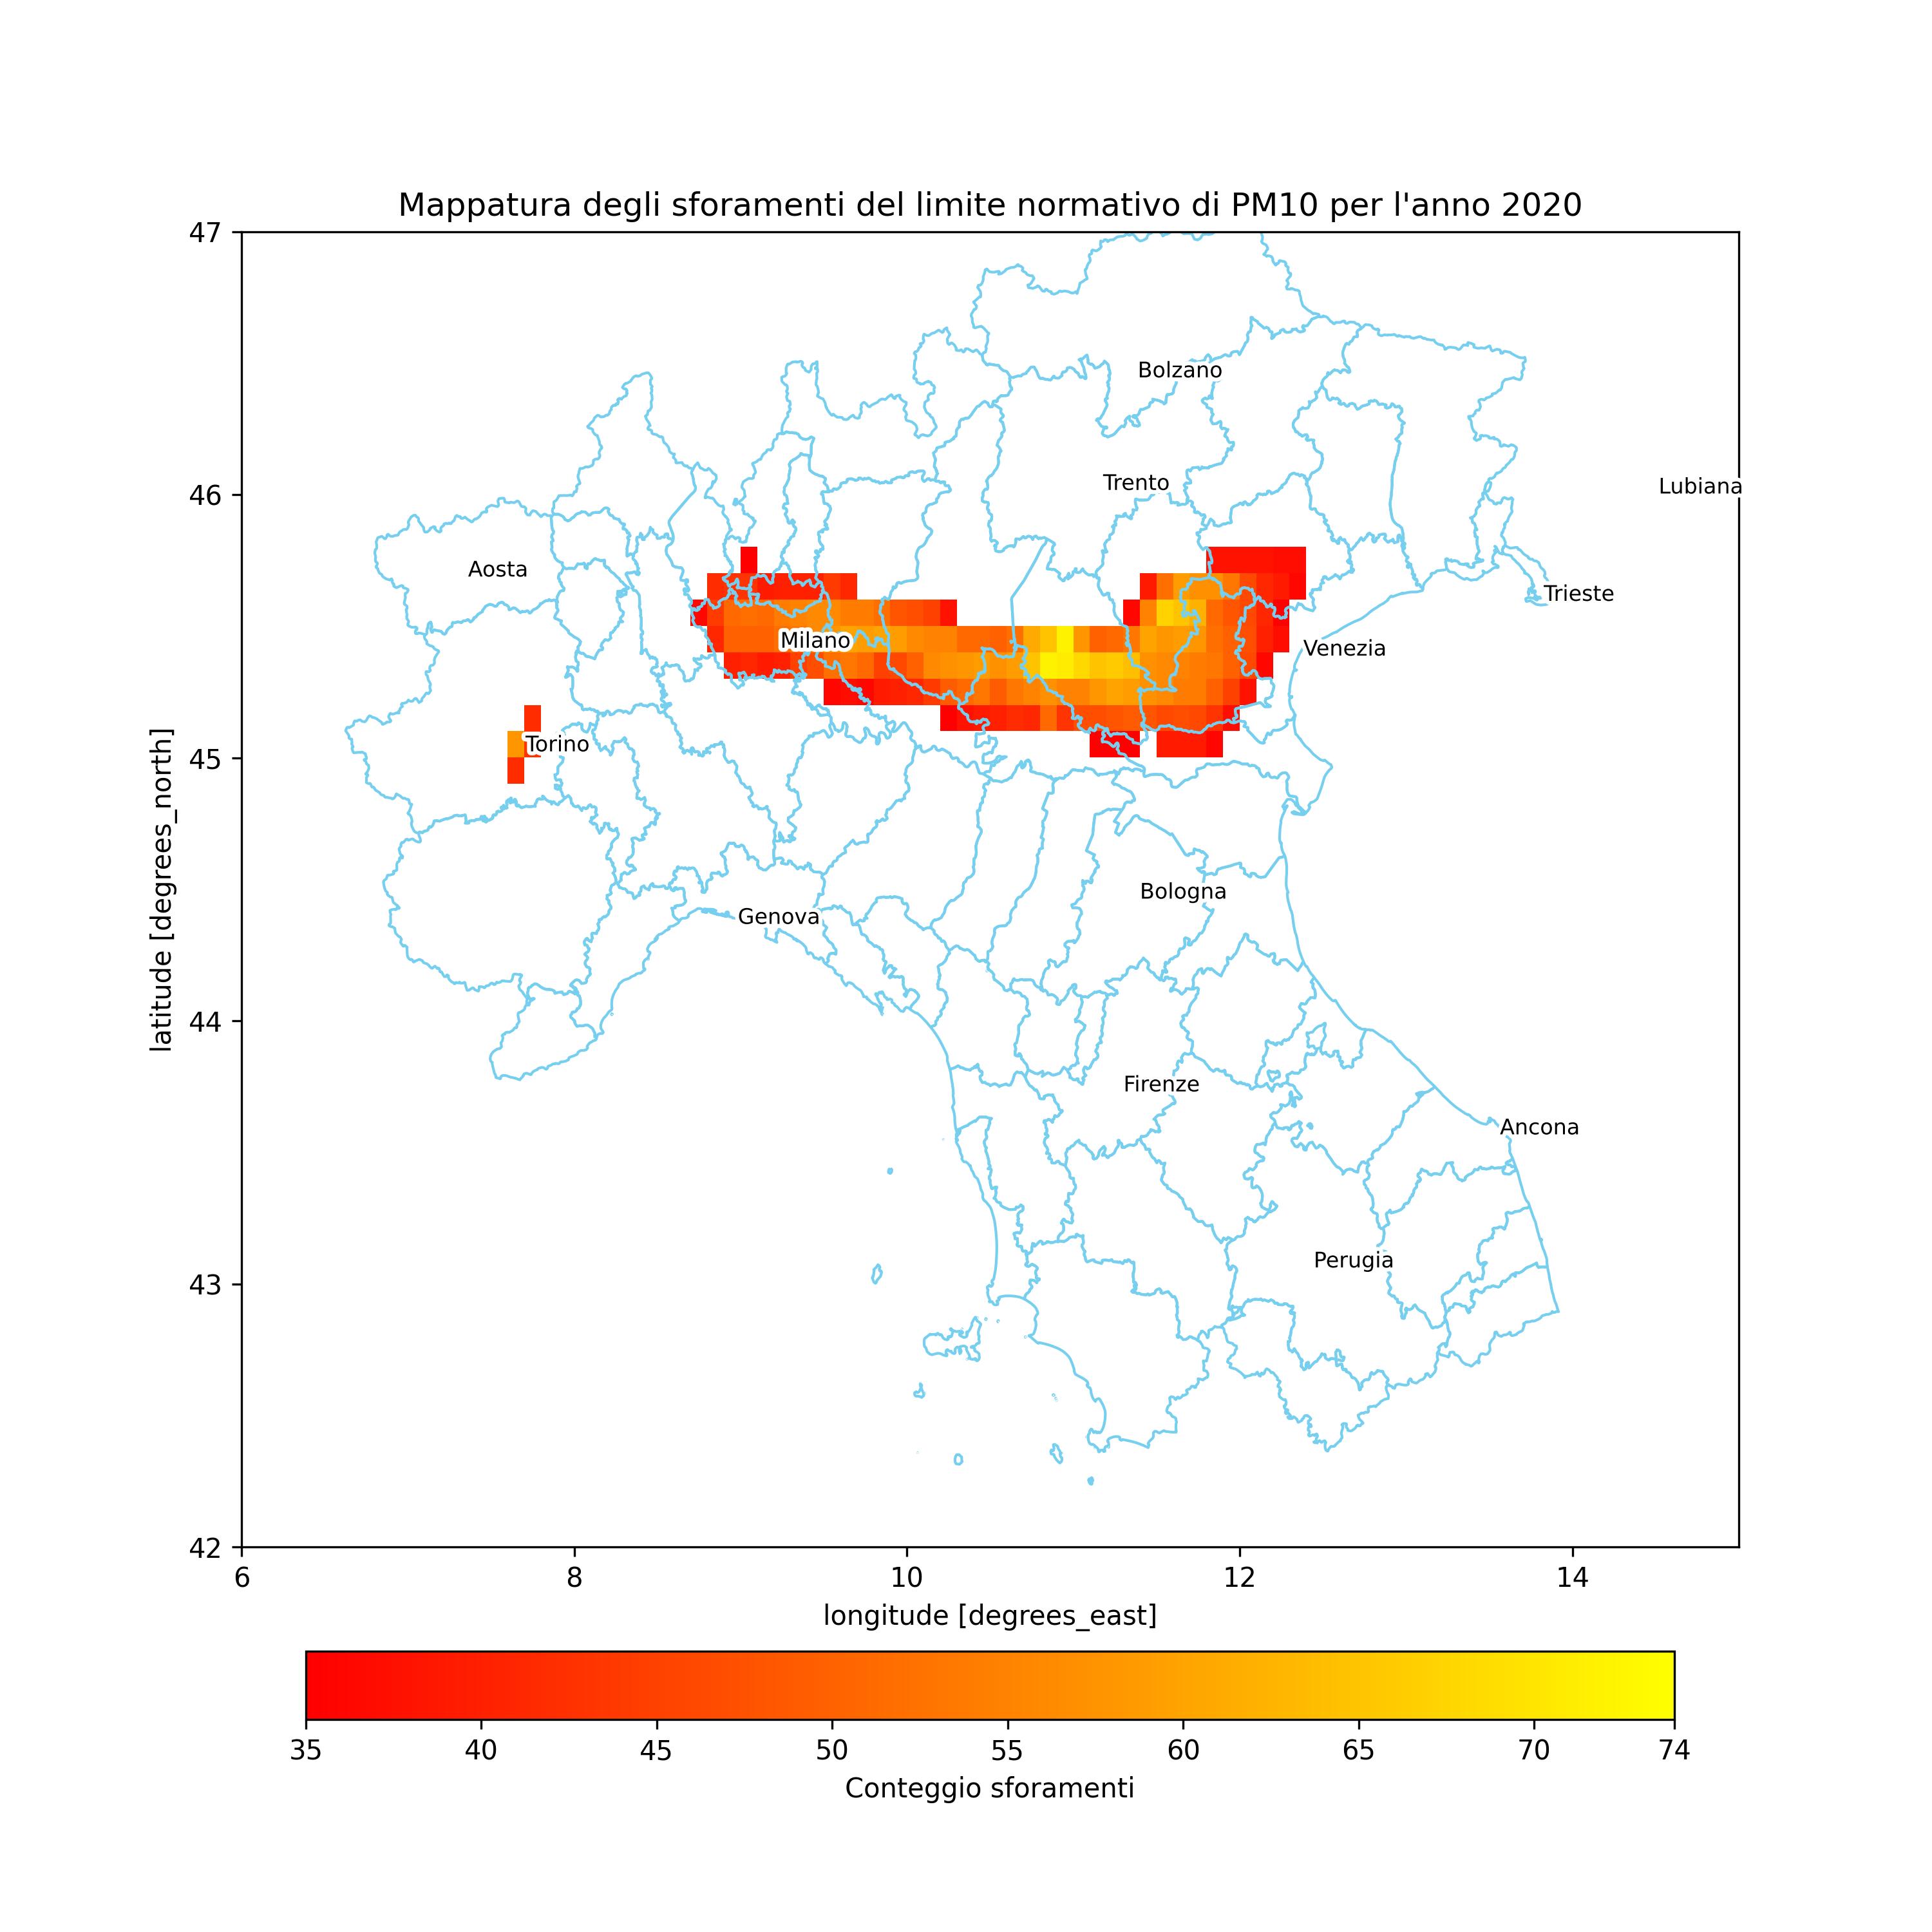 Mappatura degli sforamenti del limite normativo di PM10 per l'anno 2020
47
Bolzano
Trento
Lubiana
46
Aosta
Trieste
Milano
Venezia
Torino
45
latitude [degrees_north]
Bologna
Genova
44
Firenze
Ancona
Perugia
43
42
6 8 10 12 14
longitude [degrees_east]
35 40 45 50 55 60 65 70 74
Conteggio sforamenti